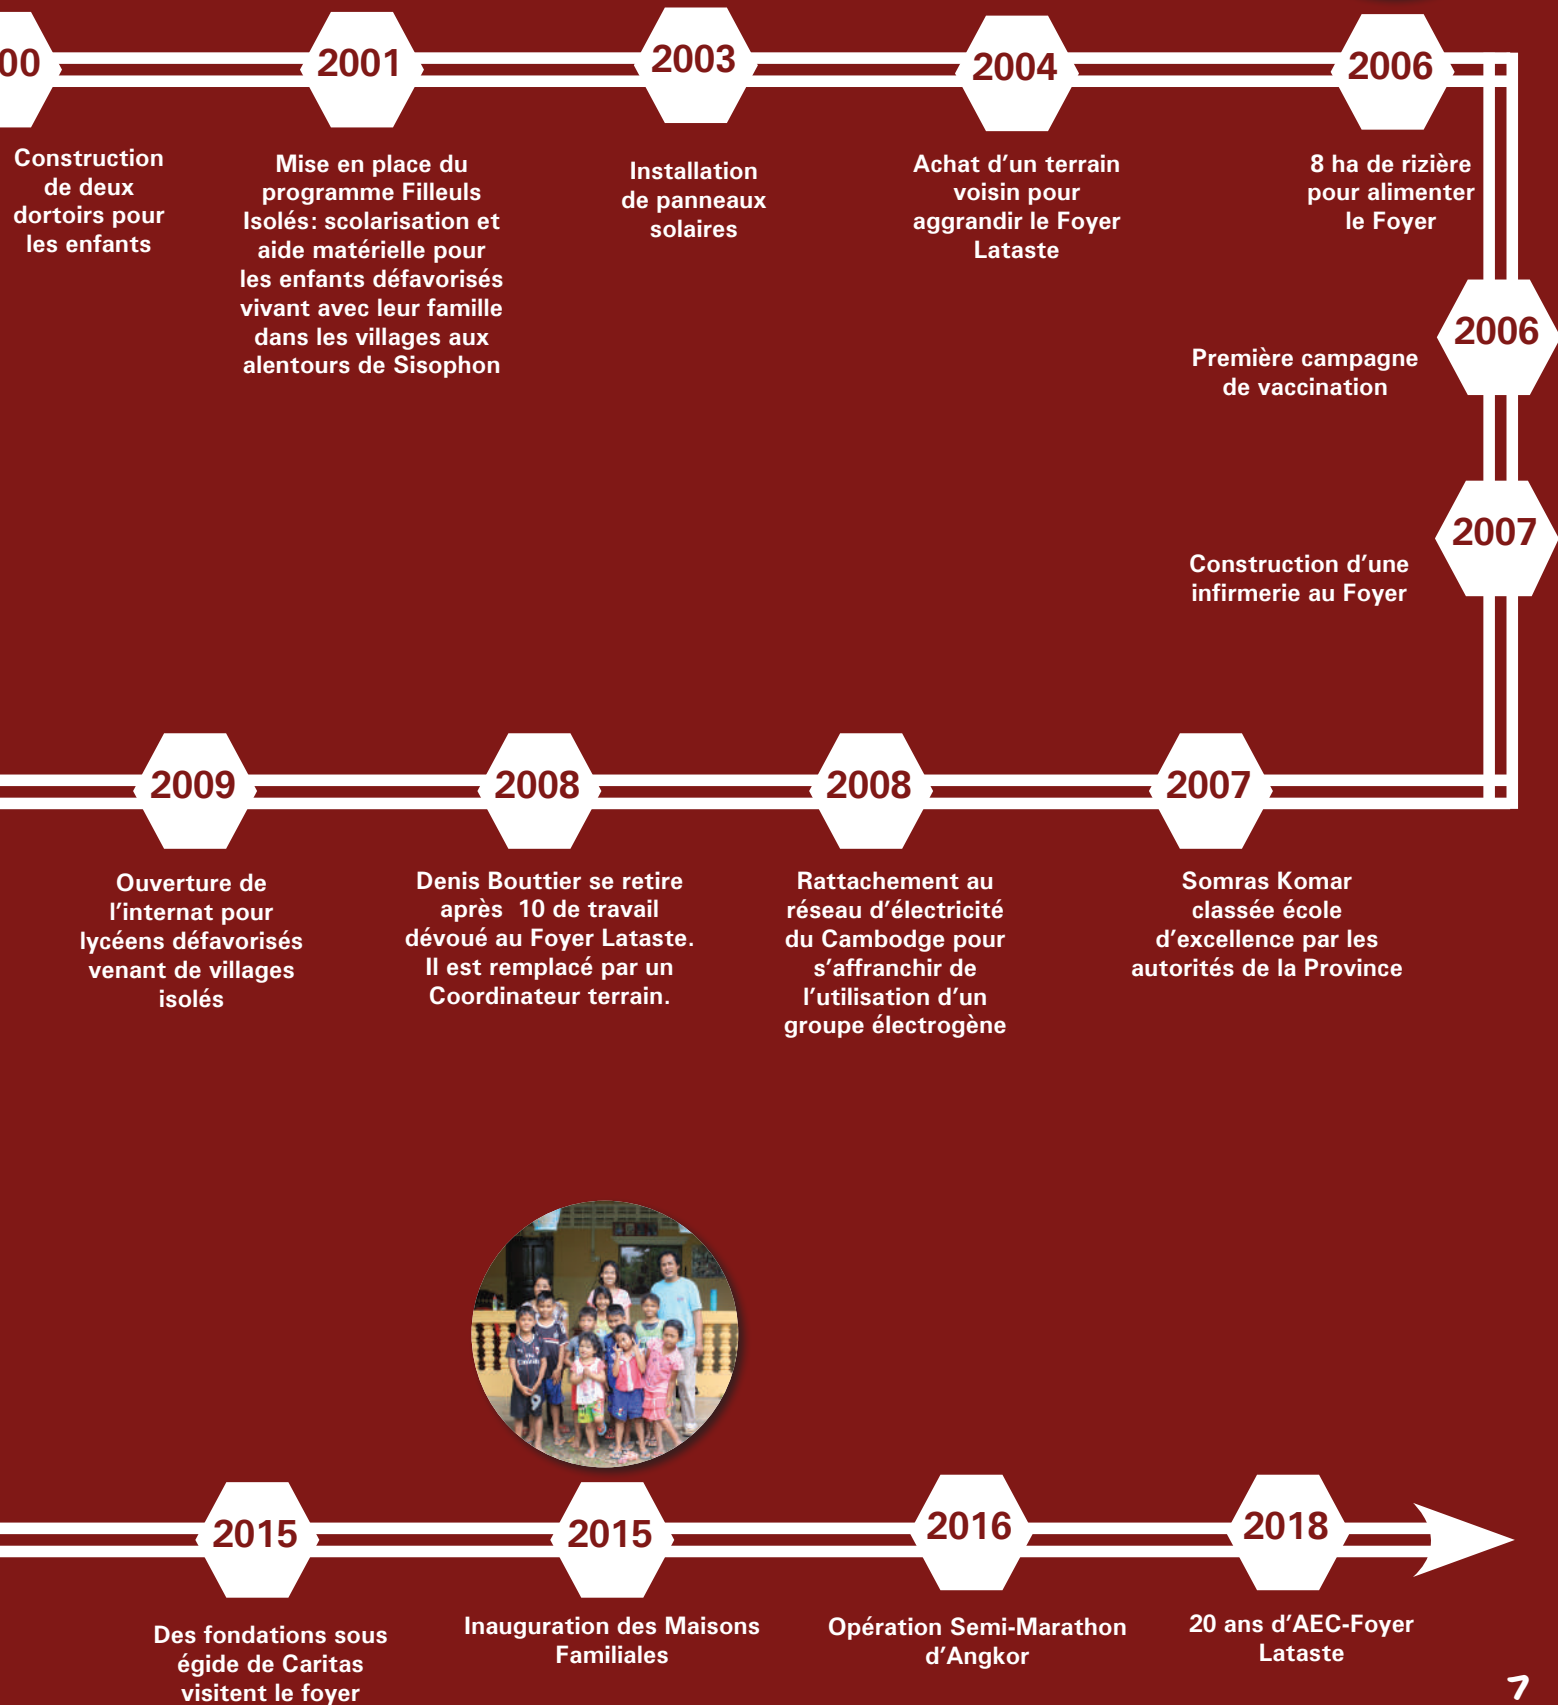 00
Construction
de deux
dortoirs pour
les enfants
2001
Mise en place du
programme Filleuls
Isolés: scolarisation et
aide matérielle pour
les enfants défavorisés
vivant avec leur famille
dans les villages aux
alentours de Sisophon
2003
Installation
de panneaux
solaires
2004
Achat d’un terrain
voisin pour
aggrandir le Foyer
Lataste
2006
8 ha de rizière
pour alimenter
le Foyer
2006
Première campagne
de vaccination
2007
Construction d’une
infirmerie au Foyer
2007
Somras Komar
classée école
d’excellence par les
autorités de la Province
2008
Rattachement au
réseau d’électricité
du Cambodge pour
s’affranchir de
l’utilisation d’un
groupe électrogène
2008
Denis Bouttier se retire
après  10 de travail
dévoué au Foyer Lataste.
Il est remplacé par un
Coordinateur terrain.
2009
Ouverture de
l’internat pour
lycéens défavorisés
venant de villages
isolés
2015
Des fondations sous
égide de Caritas
visitent le foyer
2015
Inauguration des Maisons
Familiales
2016
Opération Semi-Marathon
d’Angkor
2018
20 ans d’AEC-Foyer
Lataste
7